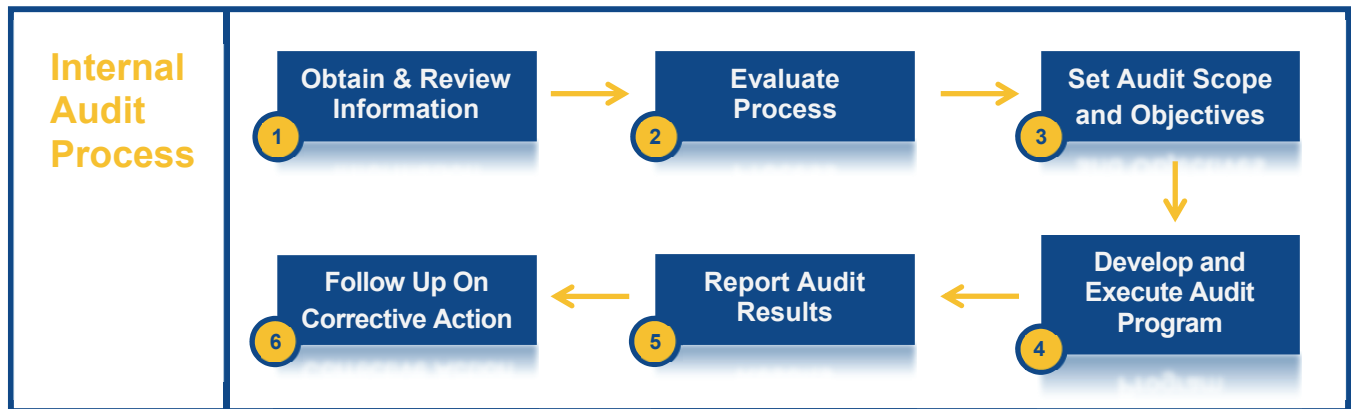 Internal
Audit
Process
Obtain & Review
Information
1
Evaluate
Process
2
Set Audit Scope
and Objectives
3
Develop and
Execute Audit
Program
4
Report Audit
Results
5
Follow Up On
Corrective Action
6